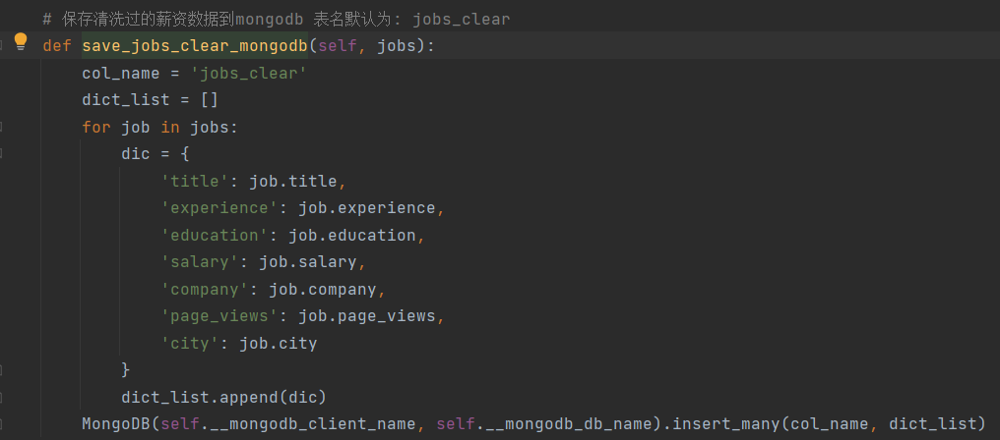 # 保存清洗过的薪资数据到mongodb 表名默认为: jobs_clear
def save_jobs_clear_mongodb(self, jobs):
    col_name = 'jobs_clear'
    dict_list = []
    for job in jobs:
        dic = {
            'title': job.title,
            'experience': job.experience,
            'education': job.education,
            'salary': job.salary,
            'company': job.company,
            'page_views': job.page_views,
            'city': job.city
        }
        dict_list.append(dic)
    MongoDB(self.__mongodb_client_name, self.__mongodb_db_name).insert_many(col_name, dict_list)